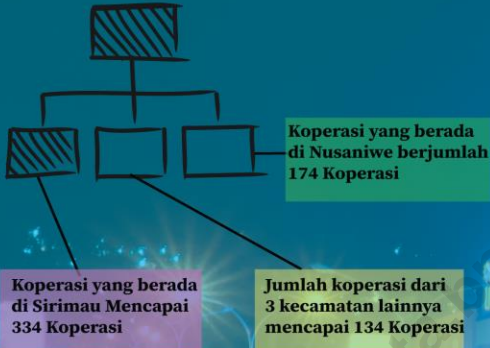 Koperasi yang berada
di Nusaniwe berjumlah
174 Koperasi
Koperasi yang berada
di Sirimau Mencapai
334 Koperasi
Jumlah koperasi dari
3 kecamatan lainnya
mencapai 134 Koperasi